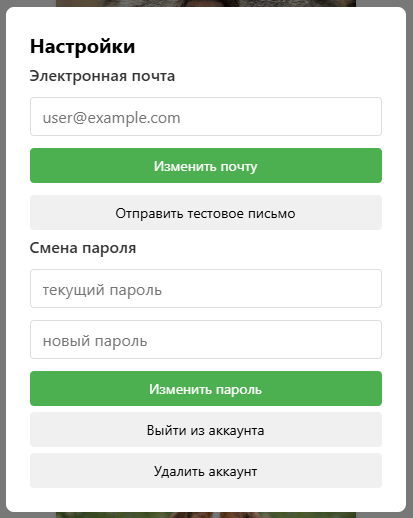 Настройки
Электронная почта
user@example.com
Изменить почту
Отправить тестовое письмо
Смена пароля
текущий пароль
новый пароль
Изменить пароль
Выйти из аккаунта
Удалить аккаунт